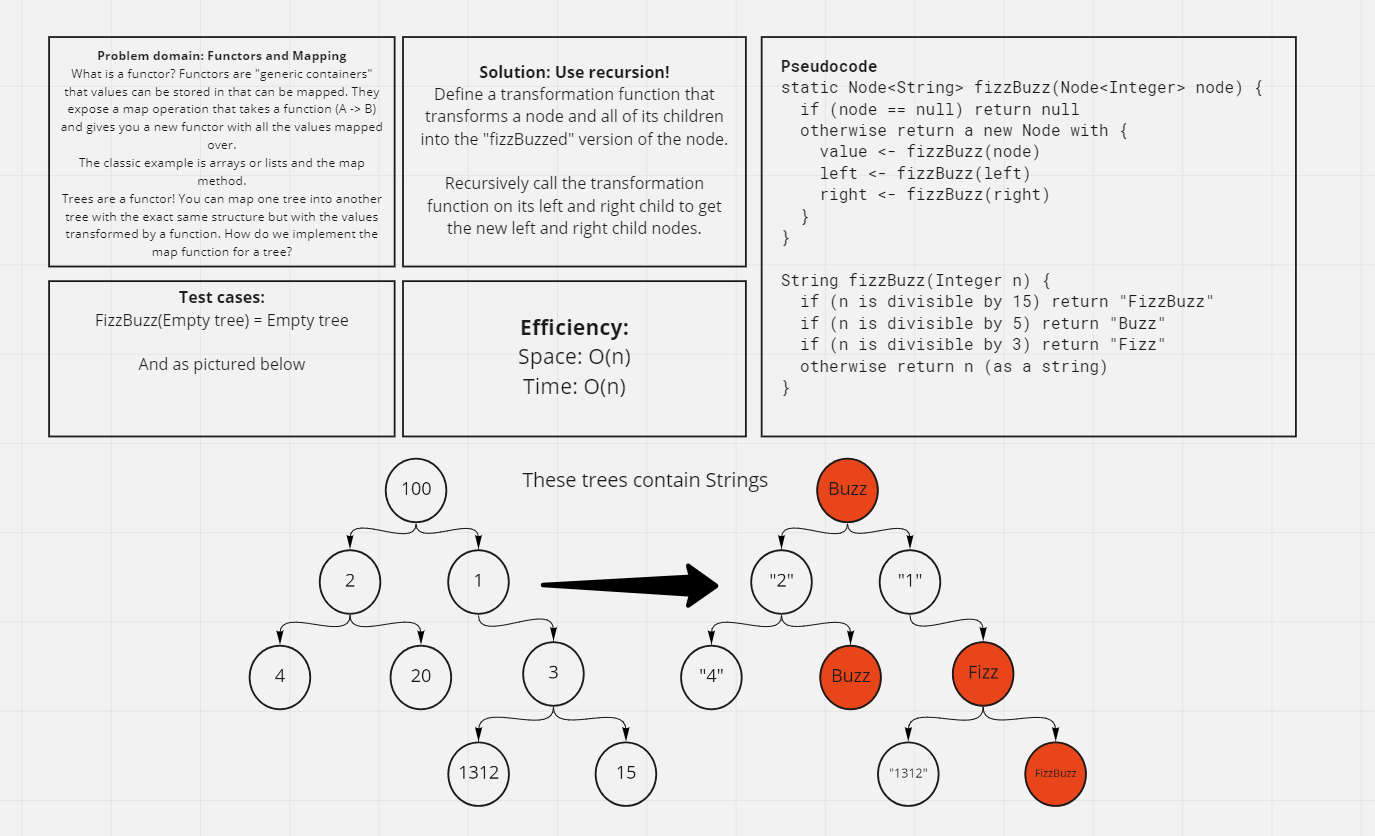 Problem domain: Functors and Mapping
What is a functor? Functors are "generic containers"
that values can be stored in that can be mapped. They
expose a map operation that takes a function (A -> B)
and gives you a new functor with all the values mapped
over.
The classic example is arrays or lists and the map
method.
Trees are a functor! You can map one tree into another
tree with the exact same structure but with the values
transformed by a function. How do we implement the
map function for a tree?
Solution: Use recursion!
Define a transformation function that
transforms a node and all of its children
into the "fizzBuzzed" version of the node.
Recursively call the transformation
function on its left and right child to get
the new left and right child nodes.
Pseudocode
static Node<String> fizzBuzz(Node<Integer> node) {
  if (node == null) return null
  otherwise return a new Node with {
    value <- fizzBuzz(node)
    left <- fizzBuzz(left)
    right <- fizzBuzz(right)
  }
}
String fizzBuzz(Integer n) {
  if (n is divisible by 15) return "FizzBuzz"
  if (n is divisible by 5) return "Buzz"
  if (n is divisible by 3) return "Fizz"
  otherwise return n (as a string)
}
Test cases:
FizzBuzz(Empty tree) = Empty tree
And as pictured below
Efficiency:
Space: O(n)
Time: O(n)
These trees contain Strings
100
2
1
4
20
3
1312
15
Buzz
"2"
"1"
"4"
Buzz
Fizz
"1312"
FizzBuzz